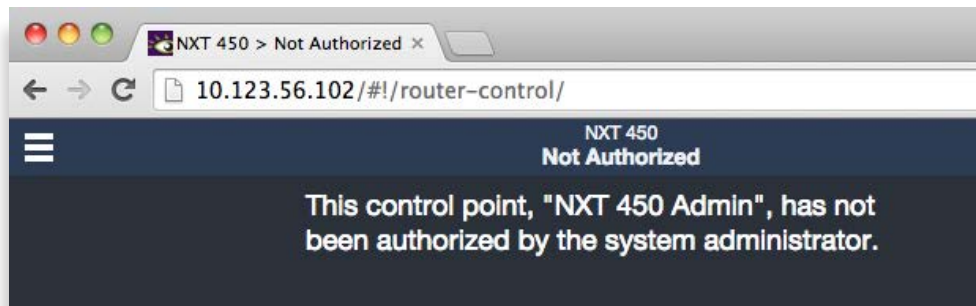 NXT 450 > Not Authorized ×
10.123.56.102/#!/router-control/
NXT 450
Not Authorized
This control point, "NXT 450 Admin", has not
been authorized by the system administrator.